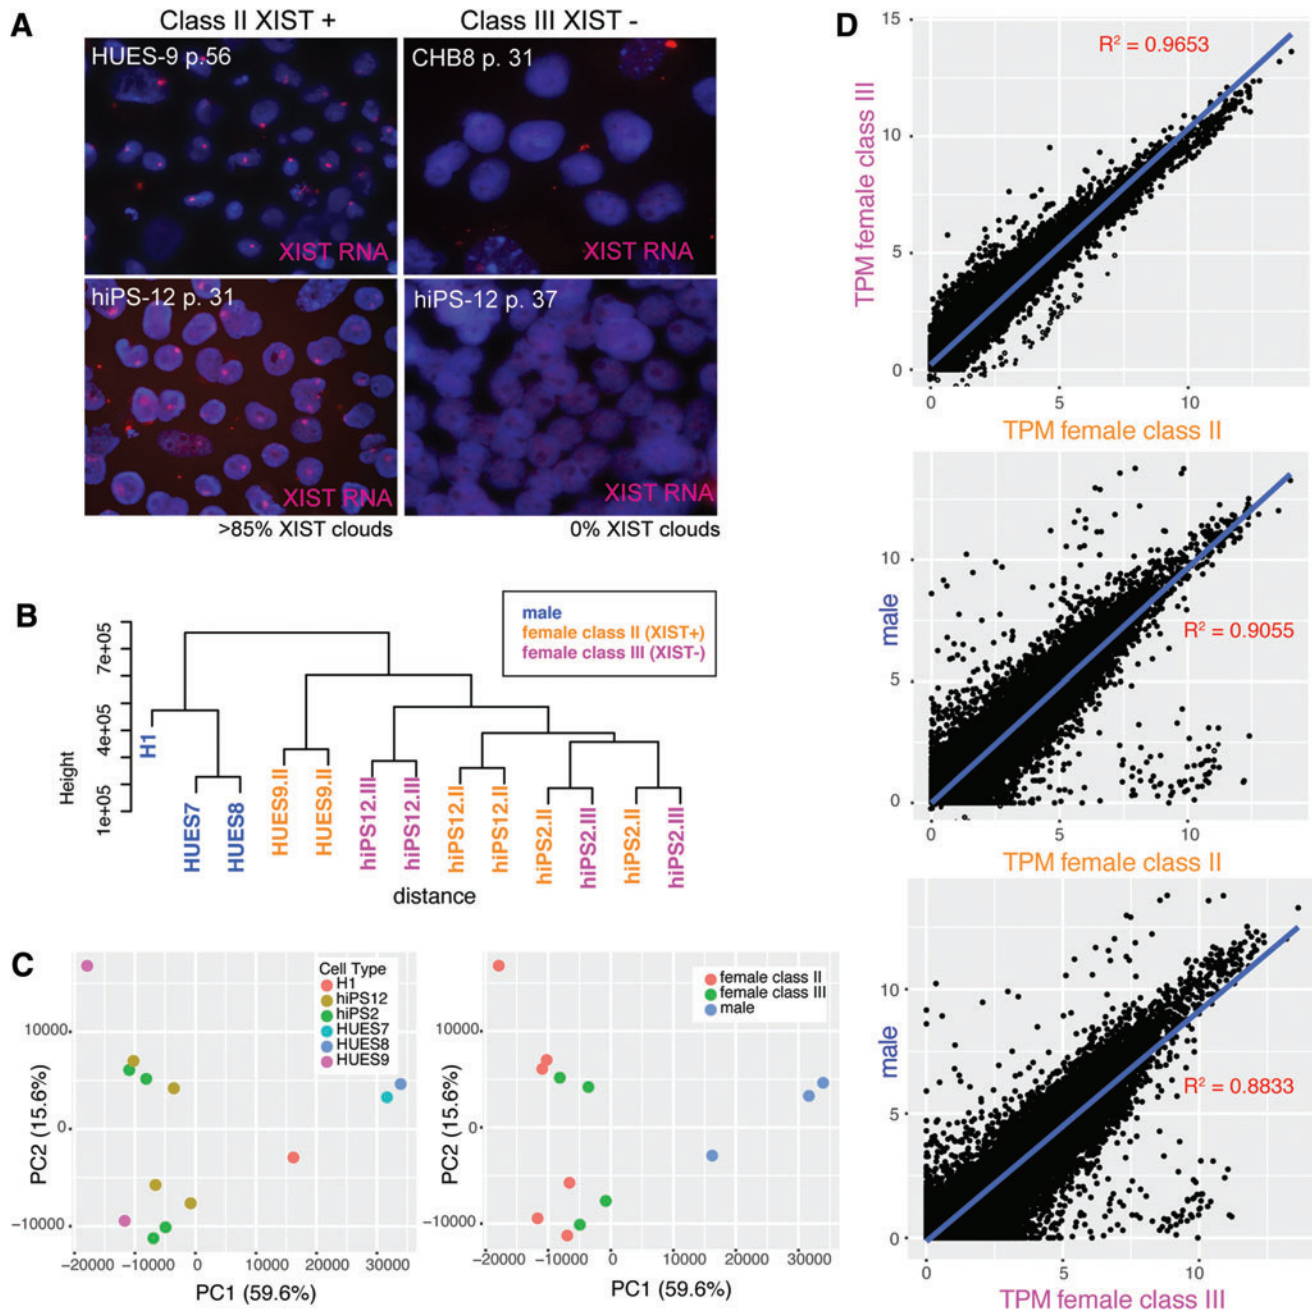 A
Class II XIST +
Class III XIST -
HUES-9 p.56
XIST RNA
CHB8 p. 31
XIST RNA
hiPS-12 p. 31
XIST RNA
hiPS-12 p. 37
XIST RNA
>85% XIST clouds
0% XIST clouds
B
male
female class II (XIST+)
female class III (XIST-)
Height
7e+05
4e+05
1e+05
H1
HUES7
HUES8
HUES9.II
HUES9.II
hiPS12.III
hiPS12.III
hiPS12.II
hiPS12.II
hiPS2.II
hiPS2.III
hiPS2.II
hiPS2.III
distance
C
Cell Type
H1
hiPS12
hiPS2
HUES7
HUES8
HUES9
PC2 (15.6%)
10000
0
−10000
−20000 −10000 0 10000 20000 30000
PC1 (59.6%)
female class II
female class III
male
PC2 (15.6%)
10000
0
−10000
−20000 −10000 0 10000 20000 30000
PC1 (59.6%)
D
TPM female class III
15
10
5
0
R² = 0.9653
0 5 10
TPM female class II
male
10
5
0
R² = 0.9055
0 5 10
TPM female class II
male
10
5
0
R² = 0.8833
0 5 10
TPM female class III